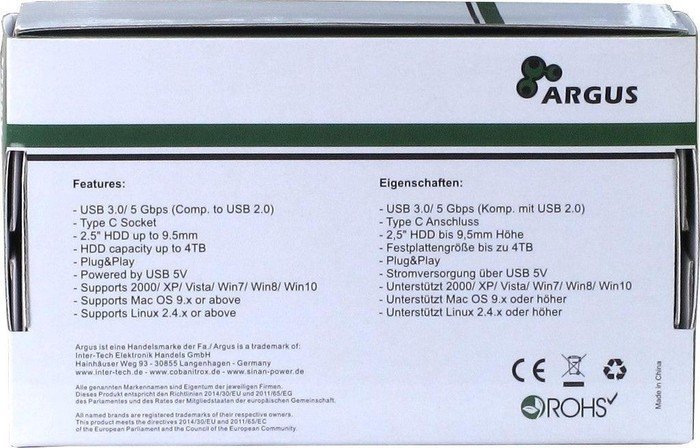 ARGUS
Features:
- USB 3.0/ 5 Gbps (Comp. to USB 2.0)
- Type C Socket
- 2.5" HDD up to 9.5mm
- HDD capacity up to 4TB
- Plug&Play
- Powered by USB 5V
- Supports 2000/ XP/ Vista/ Win7/ Win8/ Win10
- Supports Mac OS 9.x or above
- Supports Linux 2.4.x or above
Eigenschaften:
- USB 3.0/ 5 Gbps (Komp. mit USB 2.0)
- Type C Anschluss
- 2,5" HDD bis 9,5mm Höhe
- Festplattengröße bis zu 4TB
- Plug&Play
- Stromversorgung über USB 5V
- Unterstützt 2000/ XP/ Vista/ Win7/ Win8/ Win10
- Unterstützt Mac OS 9.x oder höher
- Unterstützt Linux 2.4.x oder höher
Argus ist eine Handelsmarke der Fa./ Argus is a trademark of:
Inter-Tech Elektronik Handels GmbH
Hainhäuser Weg 93 - 30855 Langenhagen - Germany
www.inter-tech.de - www.cobanitrox.de - www.sinan-power.de
Alle genannten Markennamen sind Eigentum der jeweiligen Firmen.
Dieses Produkt entspricht den Richtlinien 2014/30/EU und 2011/65/EG
des Parlamentes und des Rates der Mitgliedstaaten der europäischen Gemeinschaft.
All named brands are registered trademarks of their respective owners.
This product meets the directives 2014/30/EU and 2011/65/EC
of the European Parliament and the Council of the European Community.
CE
ROHS
Made in China